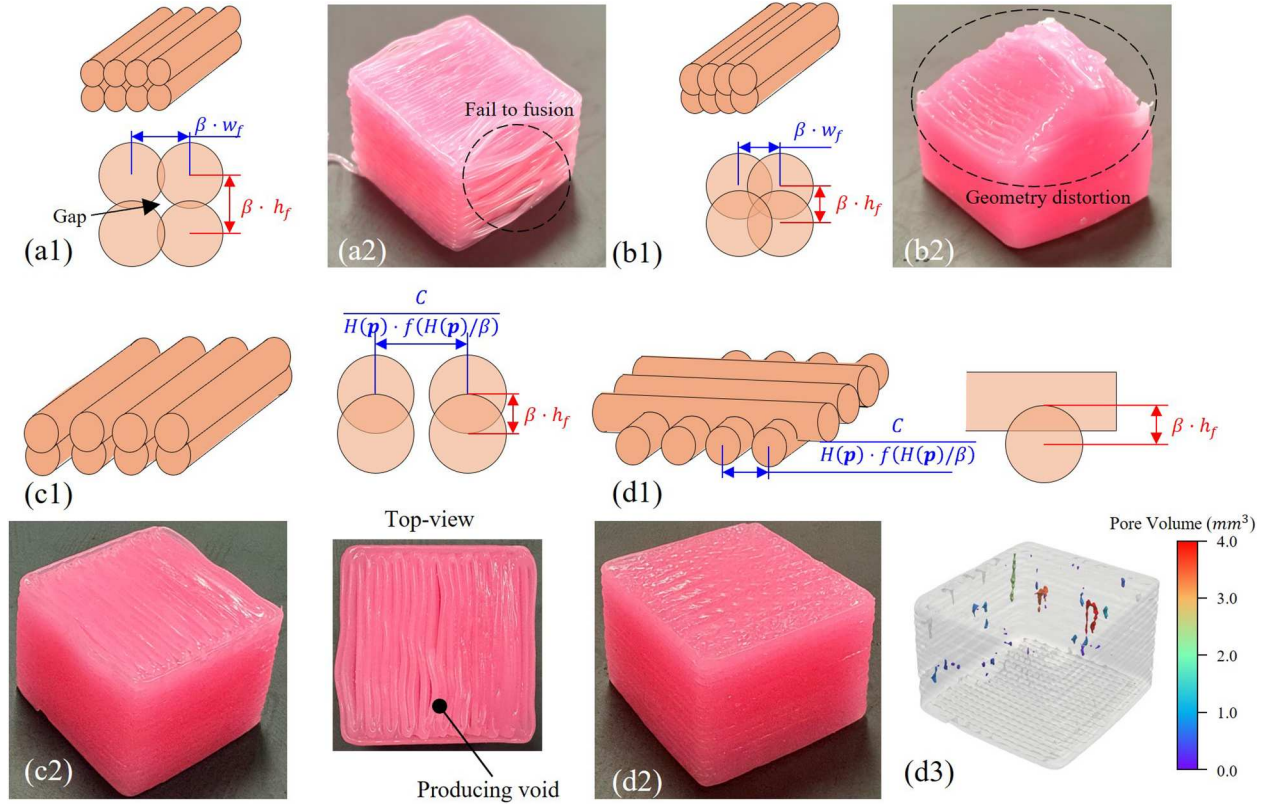 β · w_f
β · h_f
Gap
(a1)
Fail to fusion
(a2)
β · w_f
β · h_f
(b1)
Geometry distortion
(b2)
C
H(p) · f(H(p)/β)
β · h_f
(c1)
C
H(p) · f(H(p)/β)
β · h_f
(d1)
Top-view
(c2)
Producing void
(d2)
Pore Volume (mm³)
4.0
3.0
2.0
1.0
0.0
(d3)